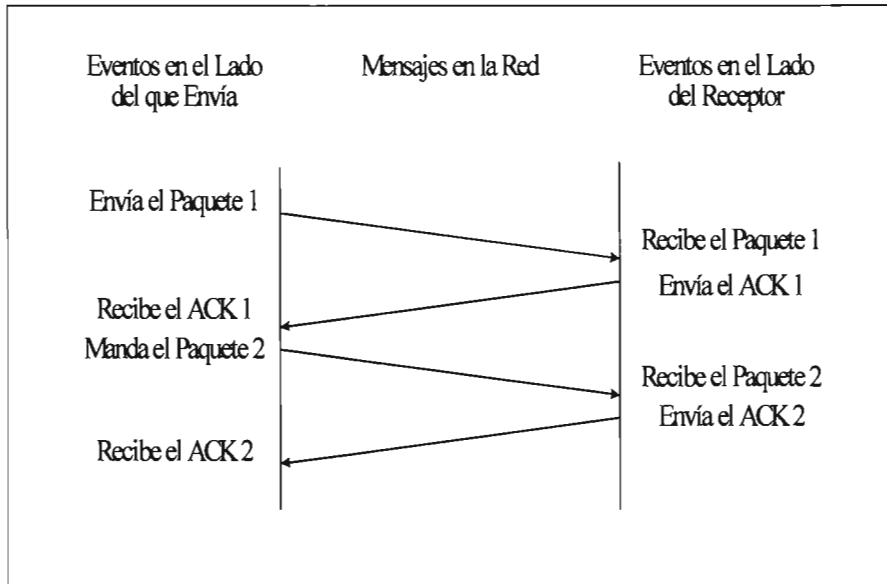 Eventos en el Lado
del que Envía
Mensajes en la Red
Eventos en el Lado
del Receptor
Envía el Paquete 1
Recibe el Paquete 1
Envía el ACK 1
Recibe el ACK 1
Manda el Paquete 2
Recibe el Paquete 2
Envía el ACK 2
Recibe el ACK 2